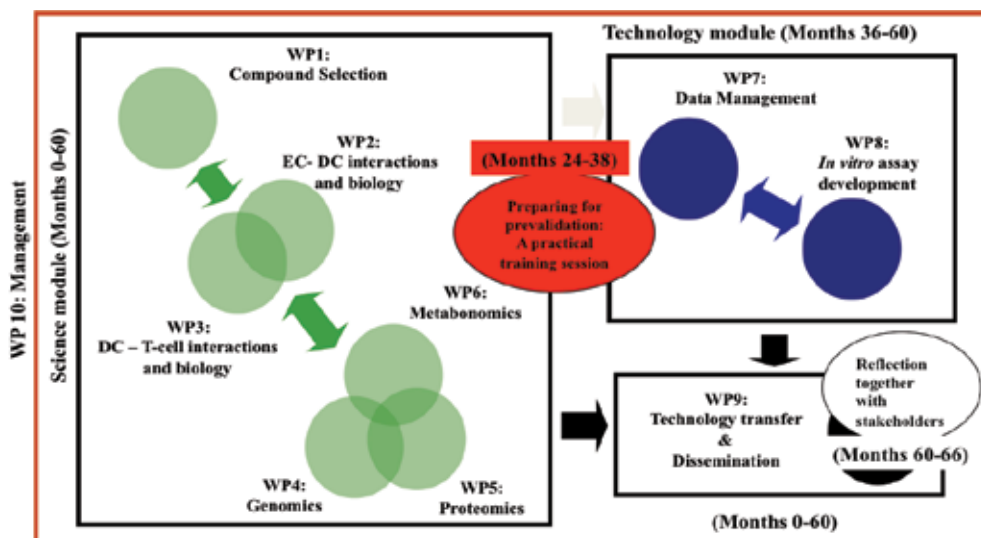 WP 10: Management
Science module (Months 0-60)
WP1:
Compound Selection
WP2:
EC- DC interactions
and biology
WP3:
DC – T-cell interactions
and biology
WP6:
Metabonomics
WP4:
Genomics
WP5:
Proteomics
(Months 24-38)
Preparing for
prevalidation:
A practical
training session
Technology module (Months 36-60)
WP7:
Data Management
WP8:
In vitro assay
development
WP9:
Technology transfer
&
Dissemination
Reflection
together
with
stakeholders
(Months 60-66)
(Months 0-60)